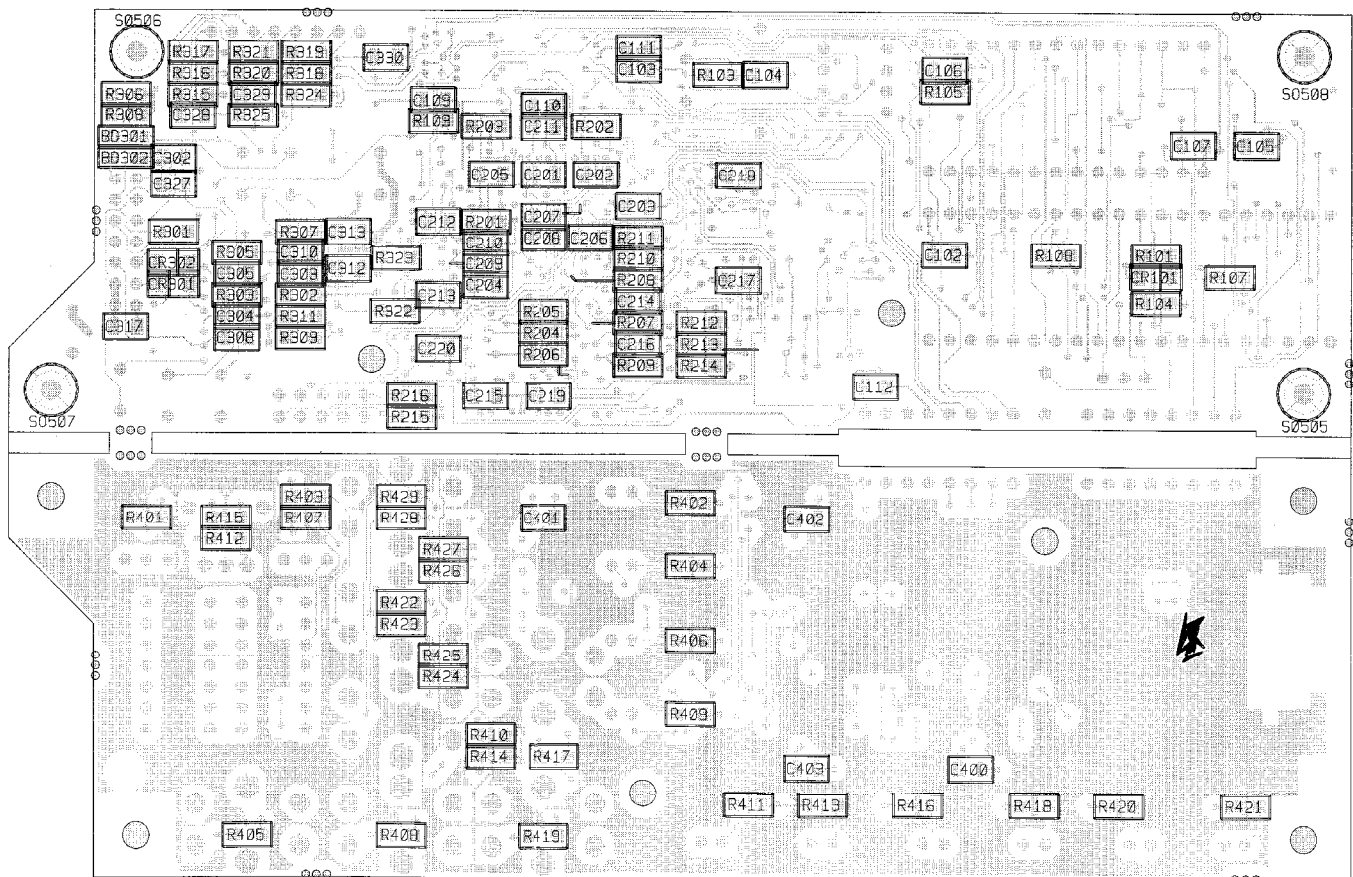 S0506
S0508
R317 R321 R319 C330 C111
R316 R320 R318 C103 R103 C104 C106
R306 R315 C329 R324 C109 C110 R105
R308 C328 R325 R109 R203 C211 R202
BD301 C107 C105
BD302 C302 C205 C201 C202 C218
C327
R301 R307 C313 C212 R201 C207 C203
CR302 R305 C310 R323 C210 C208 C206 R211 C102 R108 R101
CR301 C305 C309 C312 C209 R210 C217 CR101 R107
R303 R302 C213 C204 R208 R104
C317 C304 R311 R322 R205 C214
C308 R309 C220 R204 R207 R212
R206 C216 R213
R209 R214
S0507 R216 C215 C219 C112 S0505
R215
R401 R415 R403 R429 C401 R402 C402
R412 R407 R428
R427 R404
R426
R422
R423 R406
R425
R424
R409
R410
R414 R417 C403 C400
R411 R413 R416 R418 R420 R421
R405 R408 R419